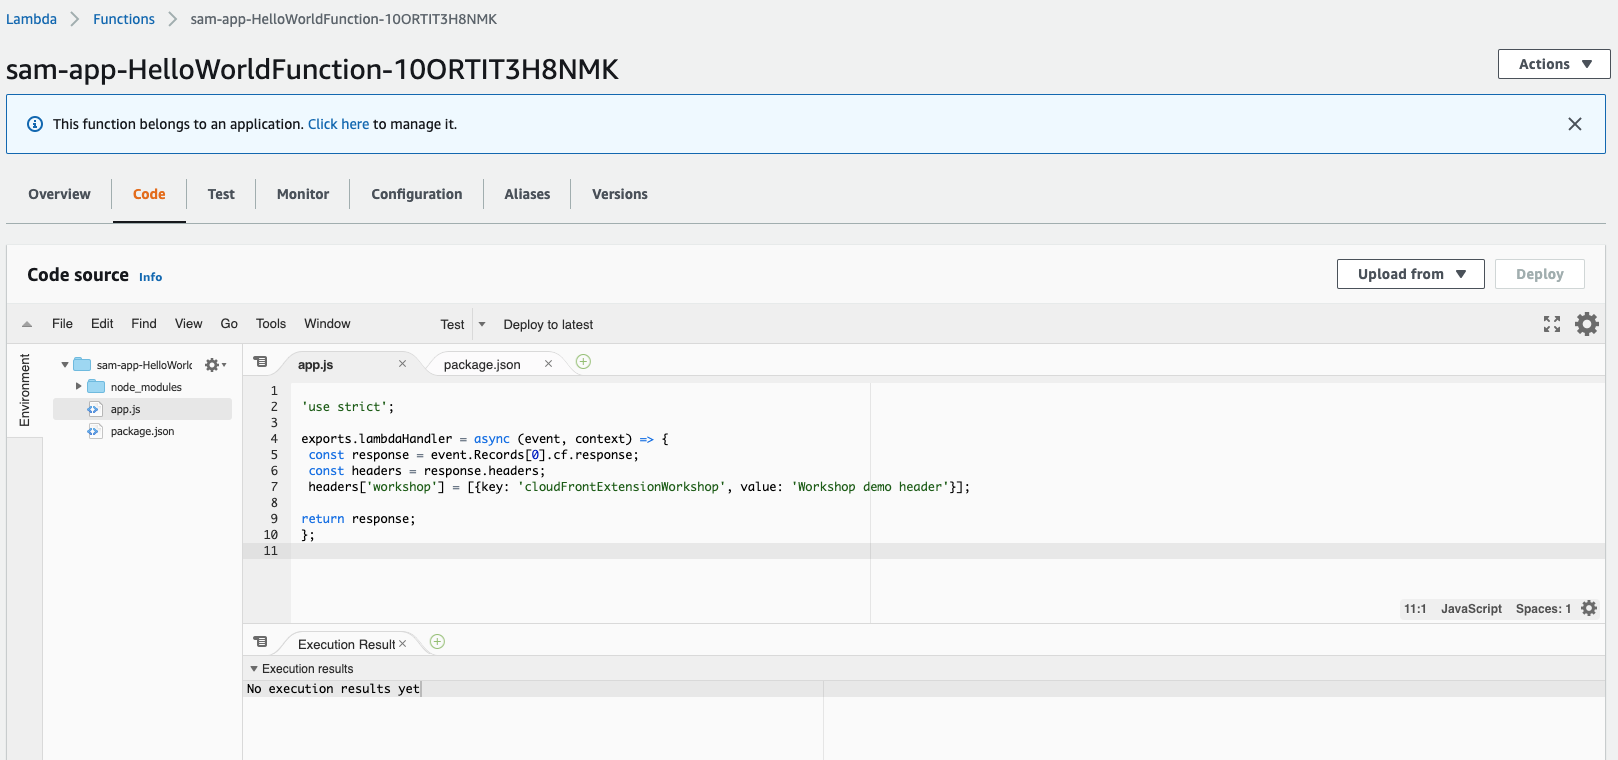 Lambda > Functions > sam-app-HelloWorldFunction-10ORTIT3H8NMK
sam-app-HelloWorldFunction-10ORTIT3H8NMK
Actions
This function belongs to an application. Click here to manage it.
Overview Code Test Monitor Configuration Aliases Versions
Code source Info
Upload from Deploy
File Edit Find View Go Tools Window Test Deploy to latest
Environment
sam-app-HelloWorld
node_modules
app.js
package.json
app.js package.json
1
2 'use strict';
3
4 exports.lambdaHandler = async (event, context) => {
5 const response = event.Records[0].cf.response;
6 const headers = response.headers;
7 headers['workshop'] = [{key: 'cloudFrontExtensionWorkshop', value: 'Workshop demo header'}];
8
9 return response;
10 };
11
11:1 JavaScript Spaces: 1
Execution Result
Execution results
No execution results yet